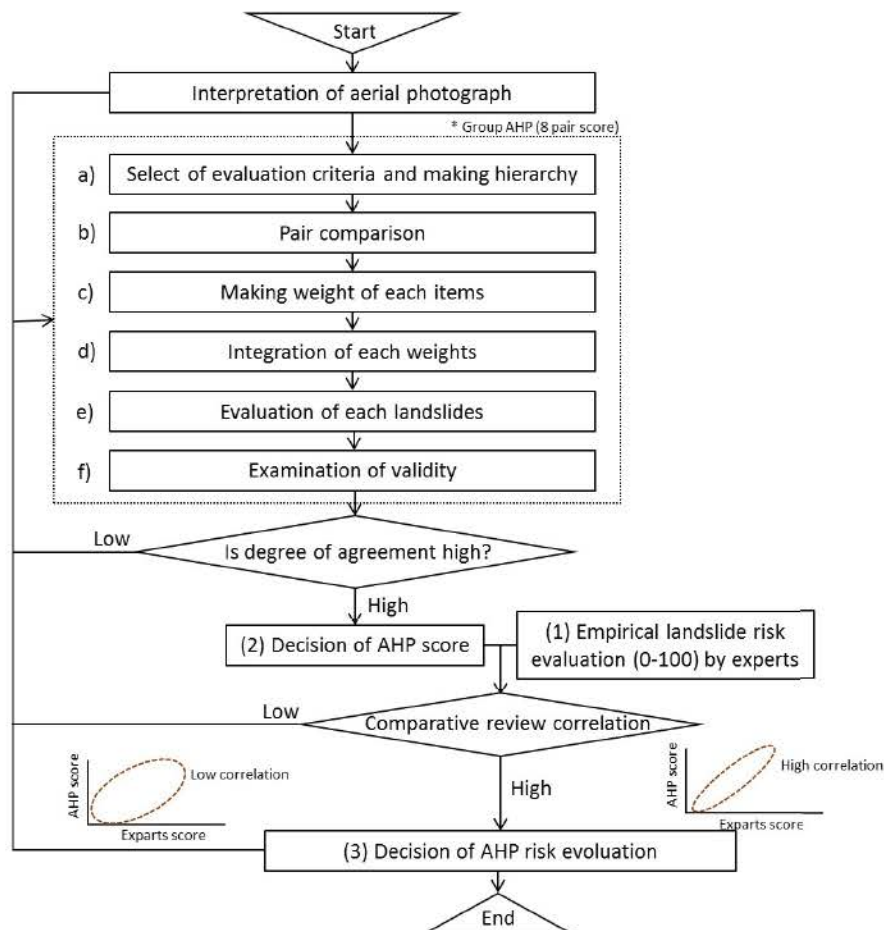 Start
Interpretation of aerial photograph
* Group AHP (8 pair score)
a) Select of evaluation criteria and making hierarchy
b) Pair comparison
c) Making weight of each items
d) Integration of each weights
e) Evaluation of each landslides
f) Examination of validity
Low
Is degree of agreement high?
High
(2) Decision of AHP score
(1) Empirical landslide risk
evaluation (0-100) by experts
Low
Comparative review correlation
AHP score
Low correlation
Exparts score
High
AHP score
High correlation
Exparts score
(3) Decision of AHP risk evoluation
End